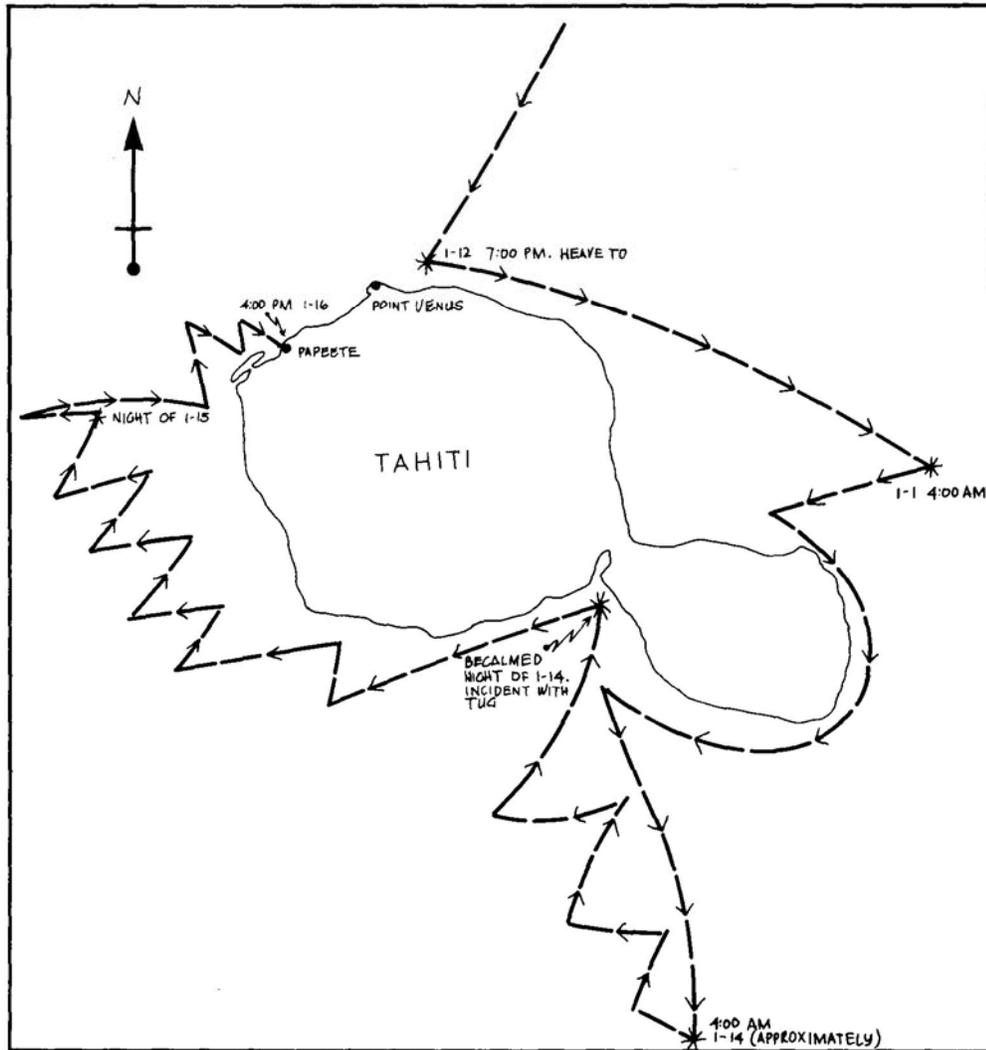 N
1-12 7:00 PM. HEAVE TO
4:00 PM 1-16
POINT VENUS
PAPEETE
NIGHT OF 1-15
TAHITI
1-1 4:00 AM
BECALMED
NIGHT OF 1-14.
INCIDENT WITH
TUG
4:00 AM
1-14 (APPROXIMATELY)